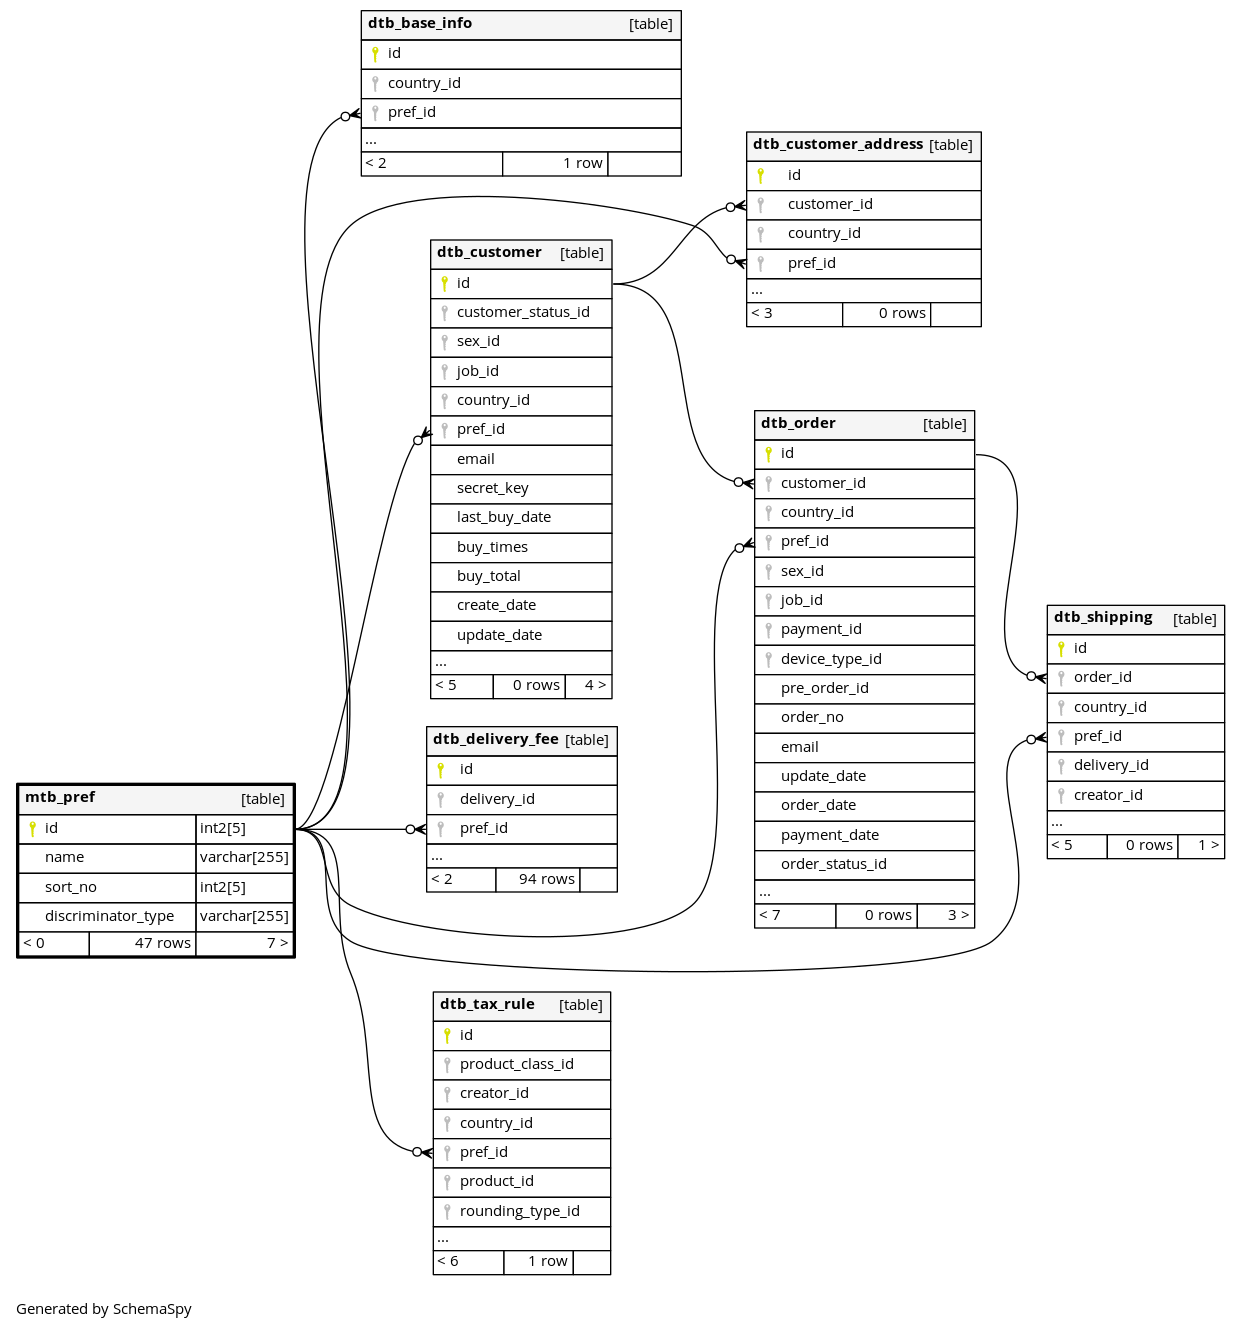 dtb_base_info [table]
id
country_id
pref_id
...
< 2 1 row
dtb_customer_address [table]
id
customer_id
country_id
pref_id
...
< 3 0 rows
dtb_customer [table]
id
customer_status_id
sex_id
job_id
country_id
pref_id
email
secret_key
last_buy_date
buy_times
buy_total
create_date
update_date
...
< 5 0 rows 4 >
dtb_order [table]
id
customer_id
country_id
pref_id
sex_id
job_id
payment_id
device_type_id
pre_order_id
order_no
email
update_date
order_date
payment_date
order_status_id
...
< 7 0 rows 3 >
dtb_shipping [table]
id
order_id
country_id
pref_id
delivery_id
creator_id
...
< 5 0 rows 1 >
dtb_delivery_fee [table]
id
delivery_id
pref_id
...
< 2 94 rows
mtb_pref [table]
id int2[5]
name varchar[255]
sort_no int2[5]
discriminator_type varchar[255]
< 0 47 rows 7 >
dtb_tax_rule [table]
id
product_class_id
creator_id
country_id
pref_id
product_id
rounding_type_id
...
< 6 1 row
Generated by SchemaSpy